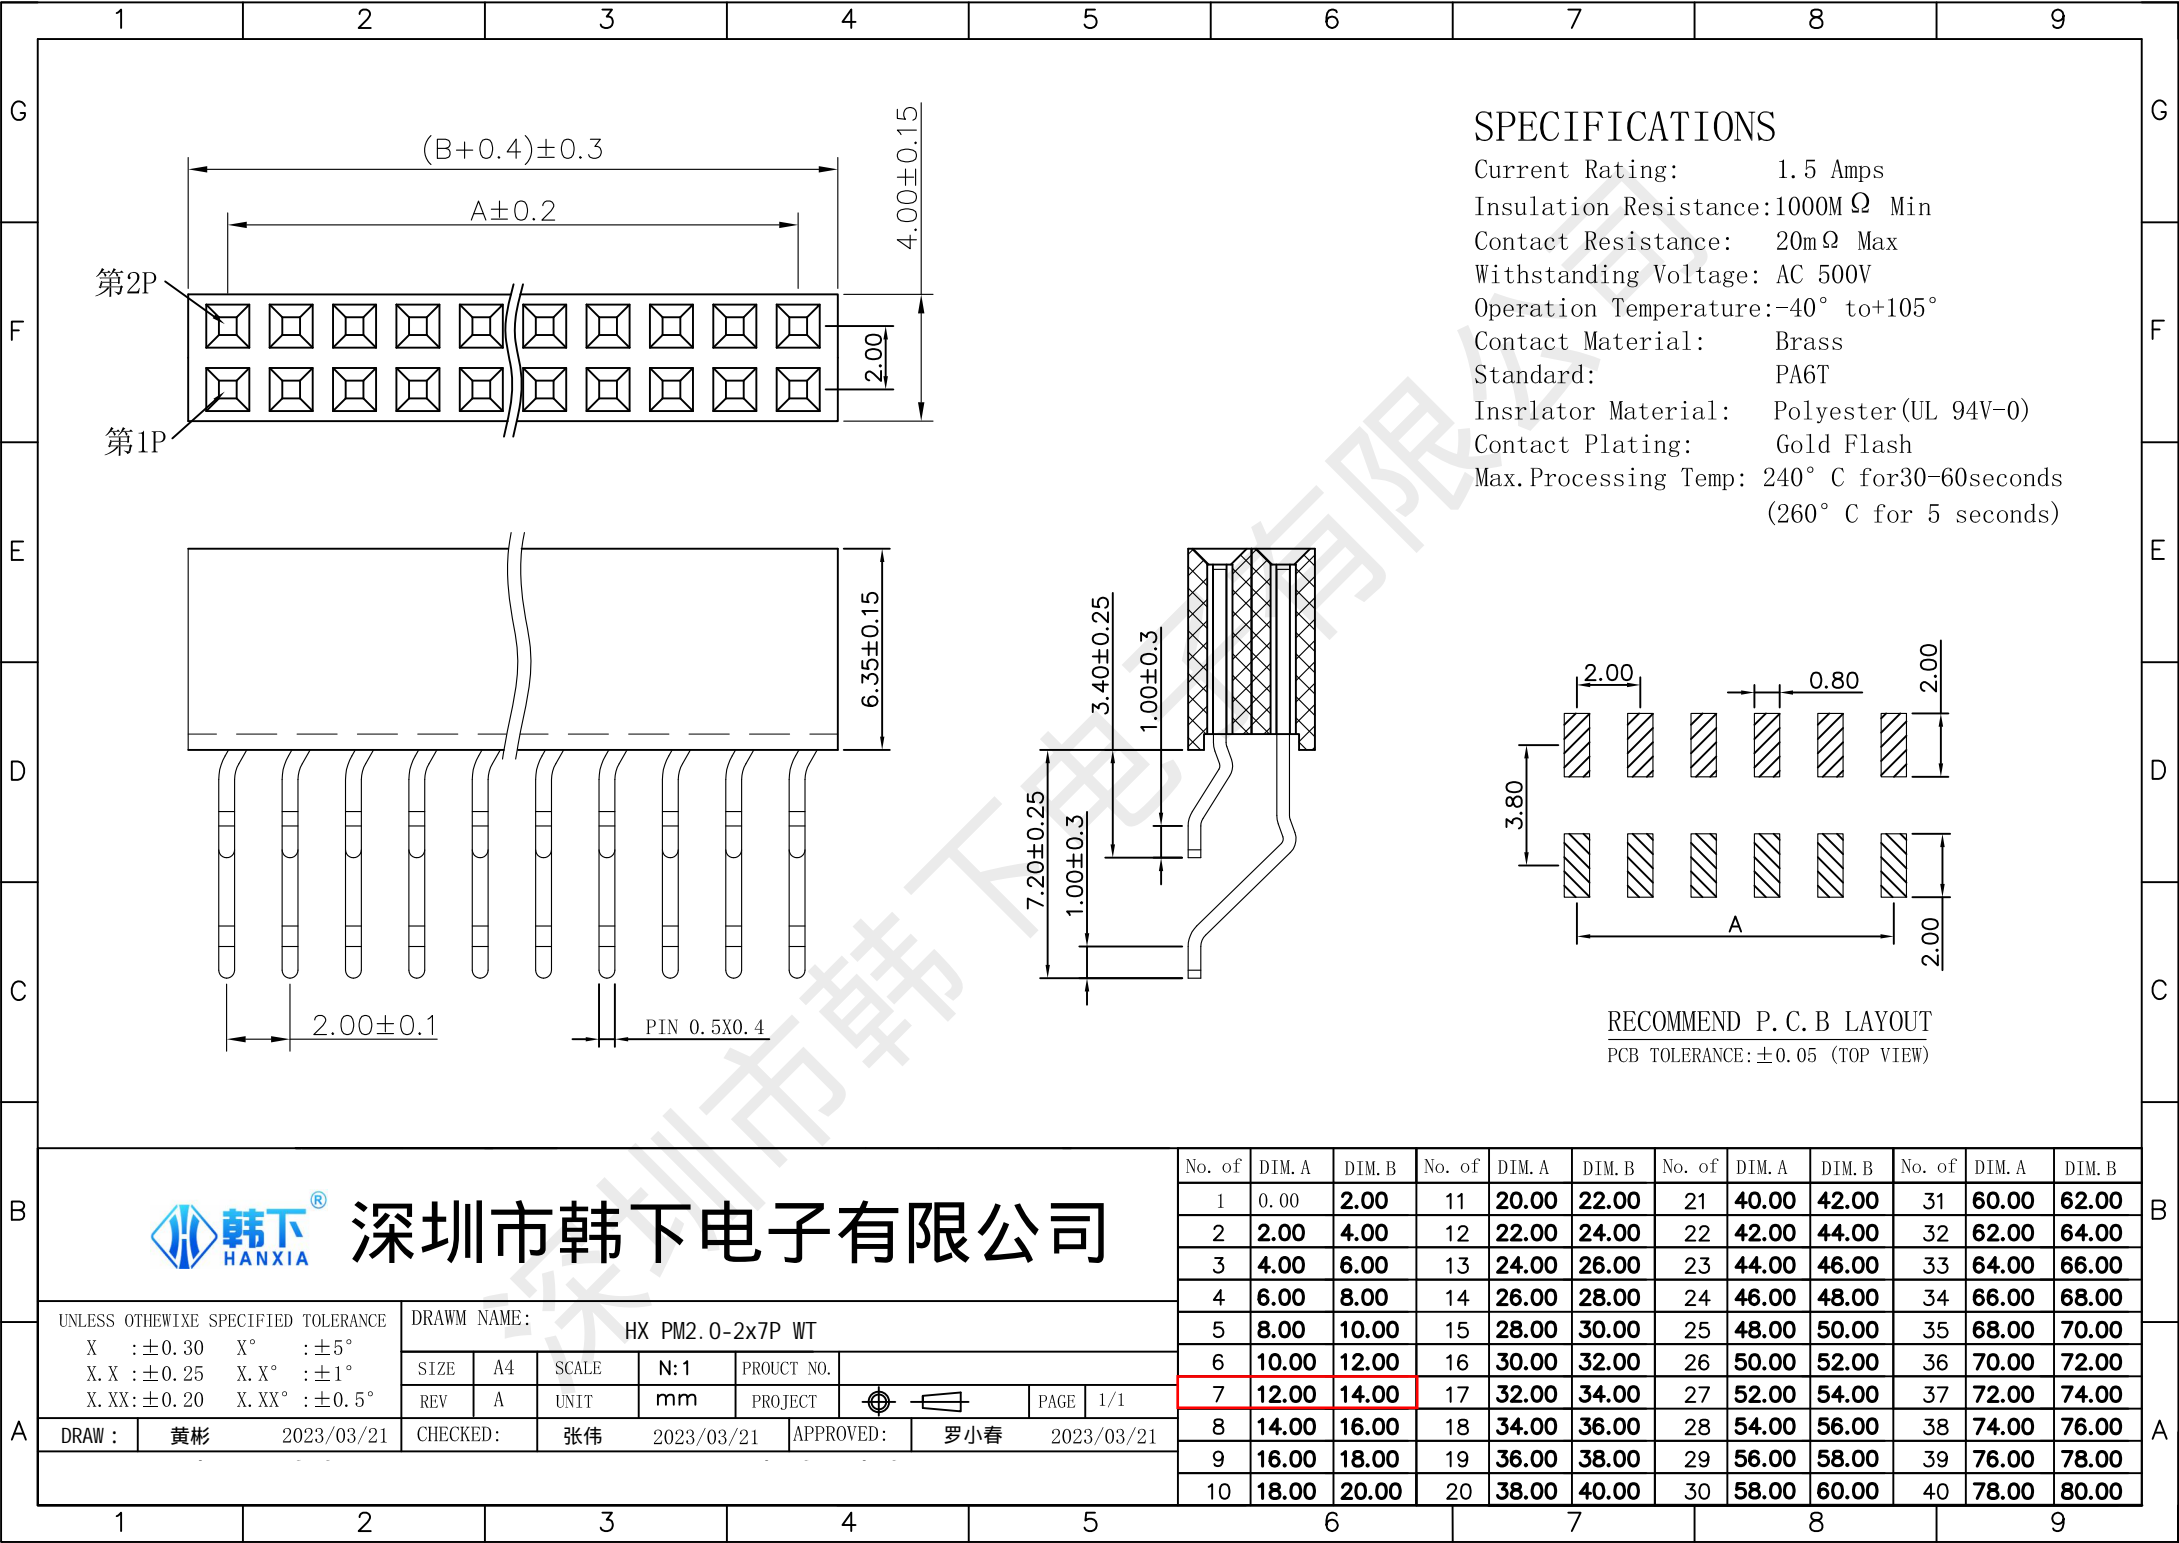 1 2 3 4 5 6 7 8 9
G G
F F
E E
D D
C C
B B
A A
(B+0.4)±0.3
A±0.2
4.00±0.15
第2P
第1P
2.00
SPECIFICATIONS
Current Rating: 1.5 Amps
Insulation Resistance:1000MΩ Min
Contact Resistance: 20mΩ Max
Withstanding Voltage: AC 500V
Operation Temperature:-40° to+105°
Contact Material: Brass
Standard: PA6T
Insrlator Material: Polyester(UL 94V-0)
Contact Plating: Gold Flash
Max.Processing Temp: 240°C for30-60seconds
(260°C for 5 seconds)
6.35±0.15
2.00±0.1
PIN 0.5X0.4
3.40±0.25
1.00±0.3
7.20±0.25
1.00±0.3
2.00
0.80
2.00
3.80
A
2.00
RECOMMEND P.C.B LAYOUT
PCB TOLERANCE:±0.05 (TOP VIEW)
深圳市韩下电子有限公司
韩下®
HANXIA
深圳市韩下电子有限公司
UNLESS OTHEWIXE SPECIFIED TOLERANCE
X :±0.30 X° :±5°
X.X :±0.25 X.X° :±1°
X.XX:±0.20 X.XX° :±0.5°
DRAWM NAME:
HX PM2.0-2x7P WT
SIZE A4 SCALE N:1 PROUCT NO.
REV A UNIT mm PROJECT PAGE 1/1
DRAW : 黄彬 2023/03/21 CHECKED: 张伟 2023/03/21 APPROVED: 罗小春 2023/03/21
No. of DIM.A DIM.B No. of DIM.A DIM.B No. of DIM.A DIM.B No. of DIM.A DIM.B
1 0.00 2.00 11 20.00 22.00 21 40.00 42.00 31 60.00 62.00
2 2.00 4.00 12 22.00 24.00 22 42.00 44.00 32 62.00 64.00
3 4.00 6.00 13 24.00 26.00 23 44.00 46.00 33 64.00 66.00
4 6.00 8.00 14 26.00 28.00 24 46.00 48.00 34 66.00 68.00
5 8.00 10.00 15 28.00 30.00 25 48.00 50.00 35 68.00 70.00
6 10.00 12.00 16 30.00 32.00 26 50.00 52.00 36 70.00 72.00
7 12.00 14.00 17 32.00 34.00 27 52.00 54.00 37 72.00 74.00
8 14.00 16.00 18 34.00 36.00 28 54.00 56.00 38 74.00 76.00
9 16.00 18.00 19 36.00 38.00 29 56.00 58.00 39 76.00 78.00
10 18.00 20.00 20 38.00 40.00 30 58.00 60.00 40 78.00 80.00
1 2 3 4 5 6 7 8 9